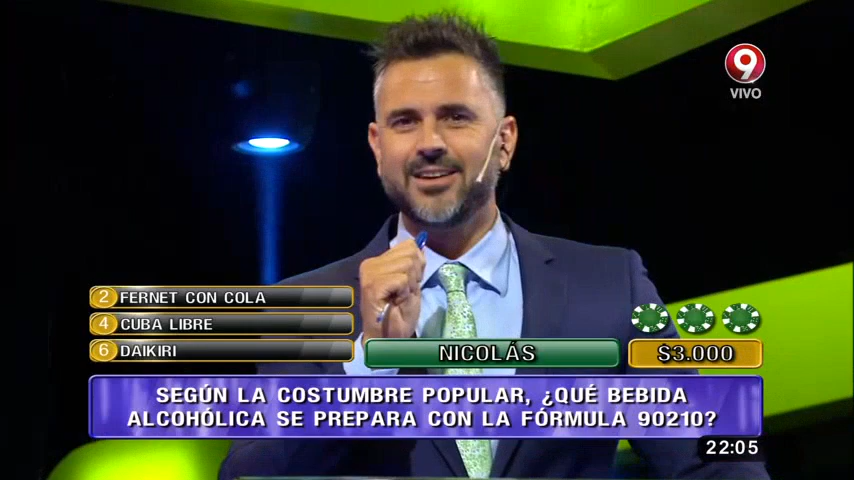 9
VIVO
2 FERNET CON COLA
4 CUBA LIBRE
6 DAIKIRI
NICOLÁS
$3.000
SEGÚN LA COSTUMBRE POPULAR, ¿QUÉ BEBIDA
ALCOHÓLICA SE PREPARA CON LA FÓRMULA 90210?
22:05